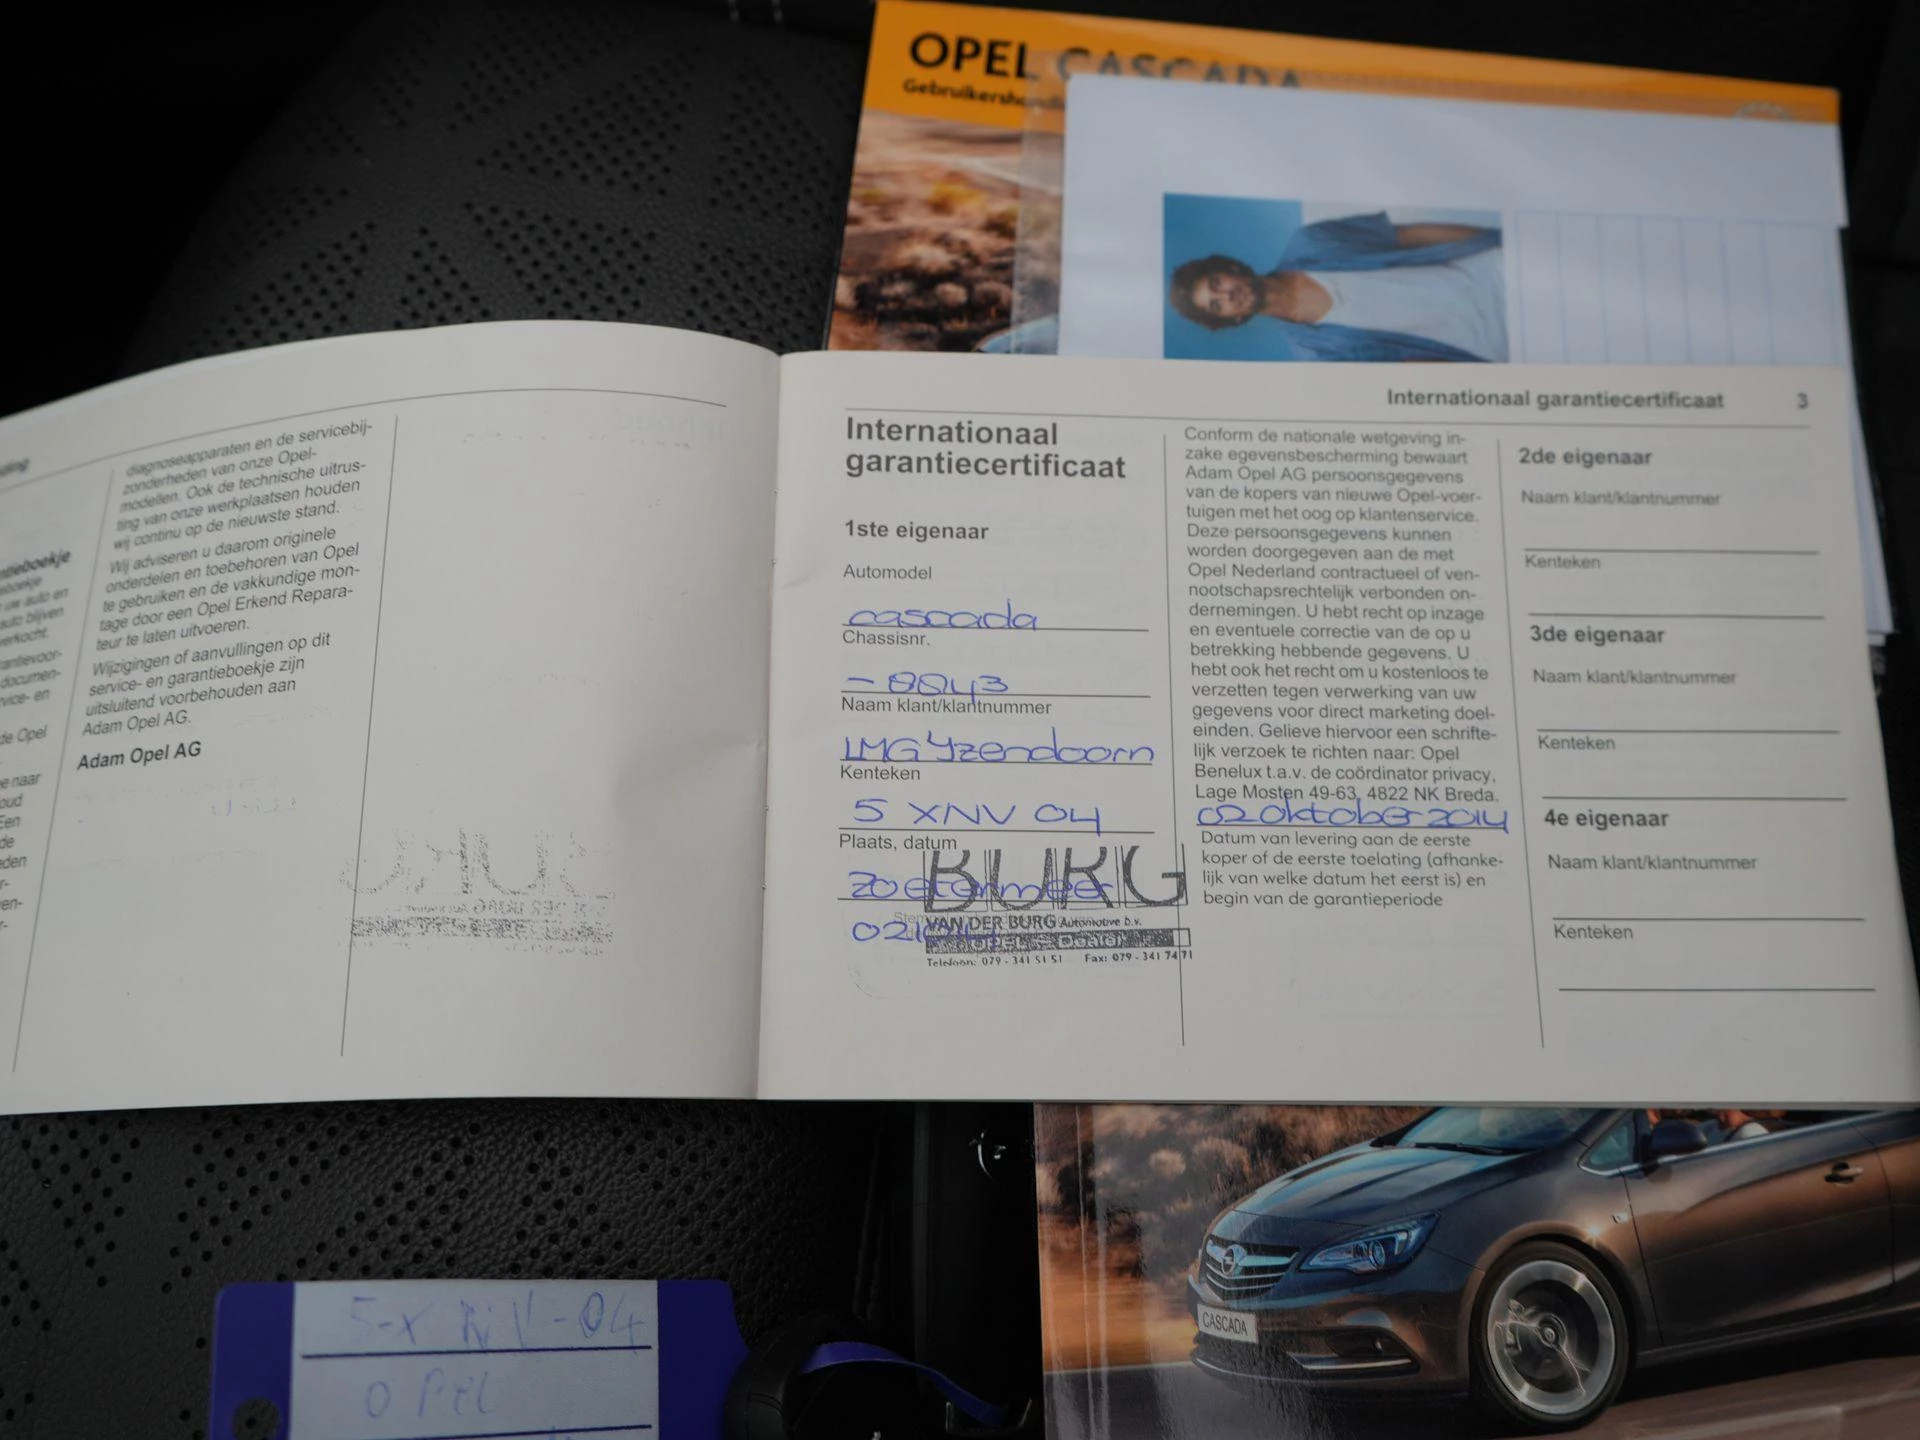 OPEL CASCADA
diagnoseapparaten en de servicebij-
zonderheden van onze Opel-
modellen. Ook de technische uitrus-
ting van onze werkplaatsen houden
wij continu op de nieuwste stand.
Wij adviseren u daarom originele
onderdelen en toebehoren van Opel
te gebruiken en de vakkundige mon-
tage door een Opel Erkend Repara-
teur te laten uitvoeren.
Wijzigingen of aanvullingen op dit
service- en garantieboekje zijn
uitsluitend voorbehouden aan
Adam Opel AG.
Adam Opel AG
Internationaal garantiecertificaat 3
Internationaal
garantiecertificaat
1ste eigenaar
Automodel
cascada
Chassisnr.
- 8843
Naam klant/klantnummer
LMG Yzendoorn
Kenteken
5 XNV 04
Plaats, datum
Zoetermeer
BURG
VAN DER BURG Automotive b.v.
OPEL - Dealer
Telefoon: 079 - 341 51 51 Fax: 079 - 341 74 71
Conform de nationale wetgeving in-
zake egevensbescherming bewaart
Adam Opel AG persoonsgegevens
van de kopers van nieuwe Opel-voer-
tuigen met het oog op klantenservice.
Deze persoonsgegevens kunnen
worden doorgegeven aan de met
Opel Nederland contractueel of ven-
nootschapsrechtelijk verbonden on-
dernemingen. U hebt recht op inzage
en eventuele correctie van de op u
betrekking hebbende gegevens. U
hebt ook het recht om u kostenloos te
verzetten tegen verwerking van uw
gegevens voor direct marketing doel-
einden. Gelieve hiervoor een schrifte-
lijk verzoek te richten naar: Opel
Benelux t.a.v. de coördinator privacy,
Lage Mosten 49-63, 4822 NK Breda.
02 oktober 2014
Datum van levering aan de eerste
koper of de eerste toelating (afhanke-
lijk van welke datum het eerst is) en
begin van de garantieperiode
2de eigenaar
Naam klant/klantnummer
Kenteken
3de eigenaar
Naam klant/klantnummer
Kenteken
4e eigenaar
Naam klant/klantnummer
Kenteken
CASCADA
5-XNV-04
OPEL